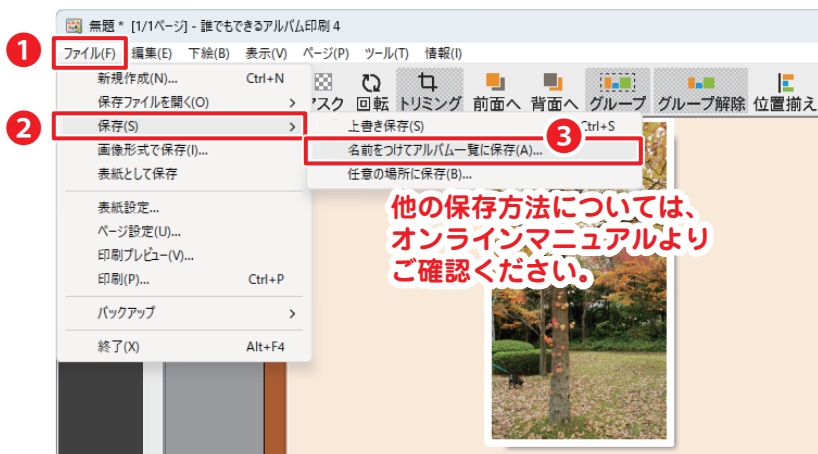 無題 * [1/1ページ] - 誰でもできるアルバム印刷 4
1
ファイル(F) 編集(E) 下絵(B) 表示(V) ページ(P) ツール(T) 情報(I)
新規作成(N)... Ctrl+N
保存ファイルを開く(O) >
スク 回転 トリミング 前面へ 背面へ グループ グループ解除 位置揃え
2
保存(S) >
上書き保存(S) Ctrl+S
3
画像形式で保存(I)...
名前をつけてアルバム一覧に保存(A)...
表紙として保存
任意の場所に保存(B)...
表紙設定...
ページ設定(U)...
印刷プレビュー(V)...
印刷(P)... Ctrl+P
バックアップ >
終了(X) Alt+F4
他の保存方法については、
オンラインマニュアルより
ご確認ください。